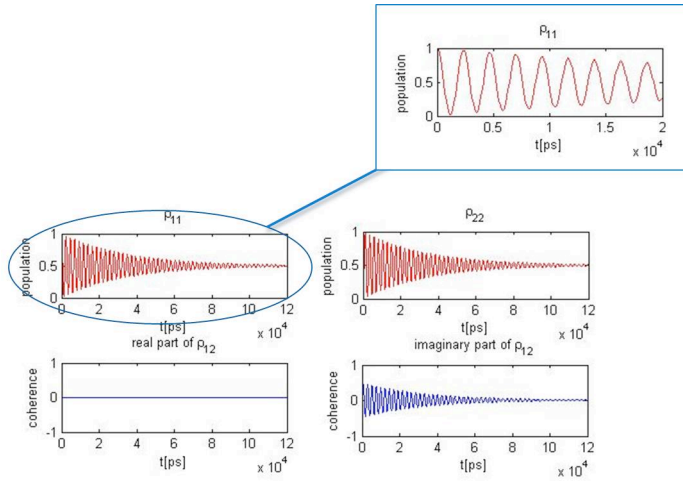 ρ11
population
1
0.5
0
0 0.5 1 1.5 2
t[ps]
x 10^4
ρ11
population
1
0.5
0
0 2 4 6 8 10 12
t[ps]
x 10^4
ρ22
population
1
0.5
0
0 2 4 6 8 10 12
t[ps]
x 10^4
real part of ρ12
coherence
1
0
-1
0 2 4 6 8 10 12
t[ps]
x 10^4
imaginary part of ρ12
coherence
1
0
-1
0 2 4 6 8 10 12
t[ps]
x 10^4